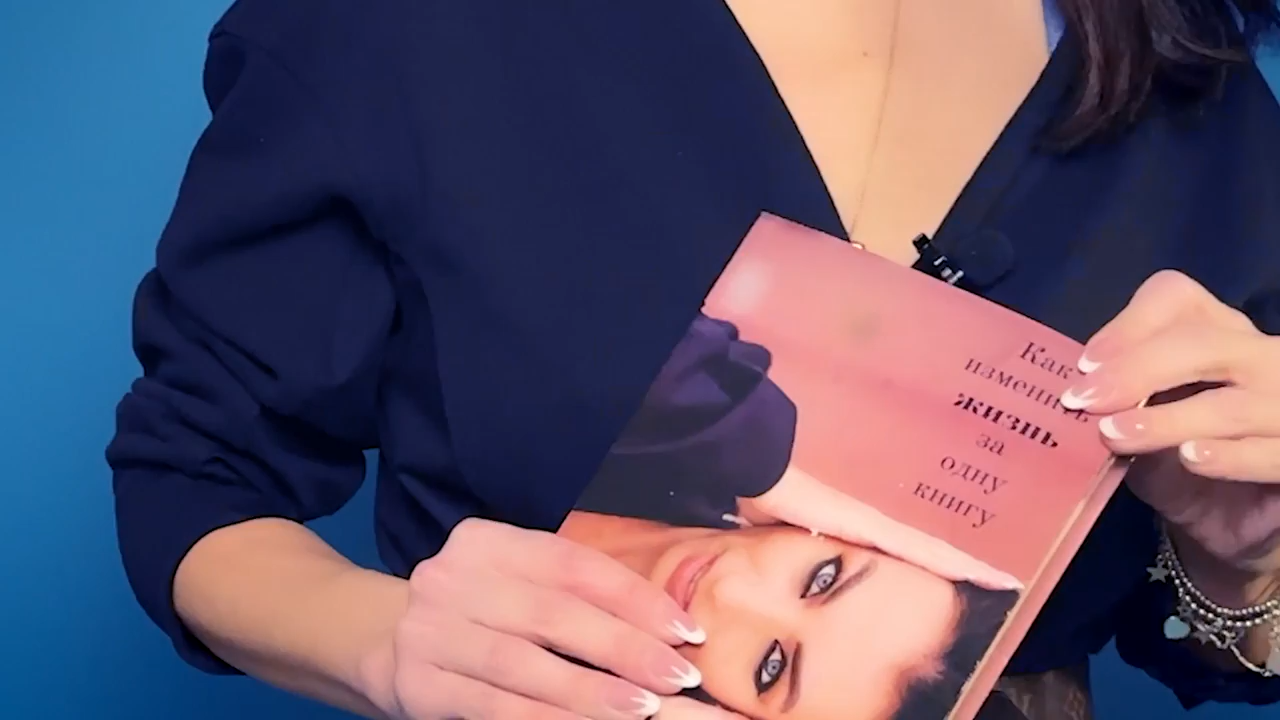 Как
изменить
жизнь
за
одну
книгу